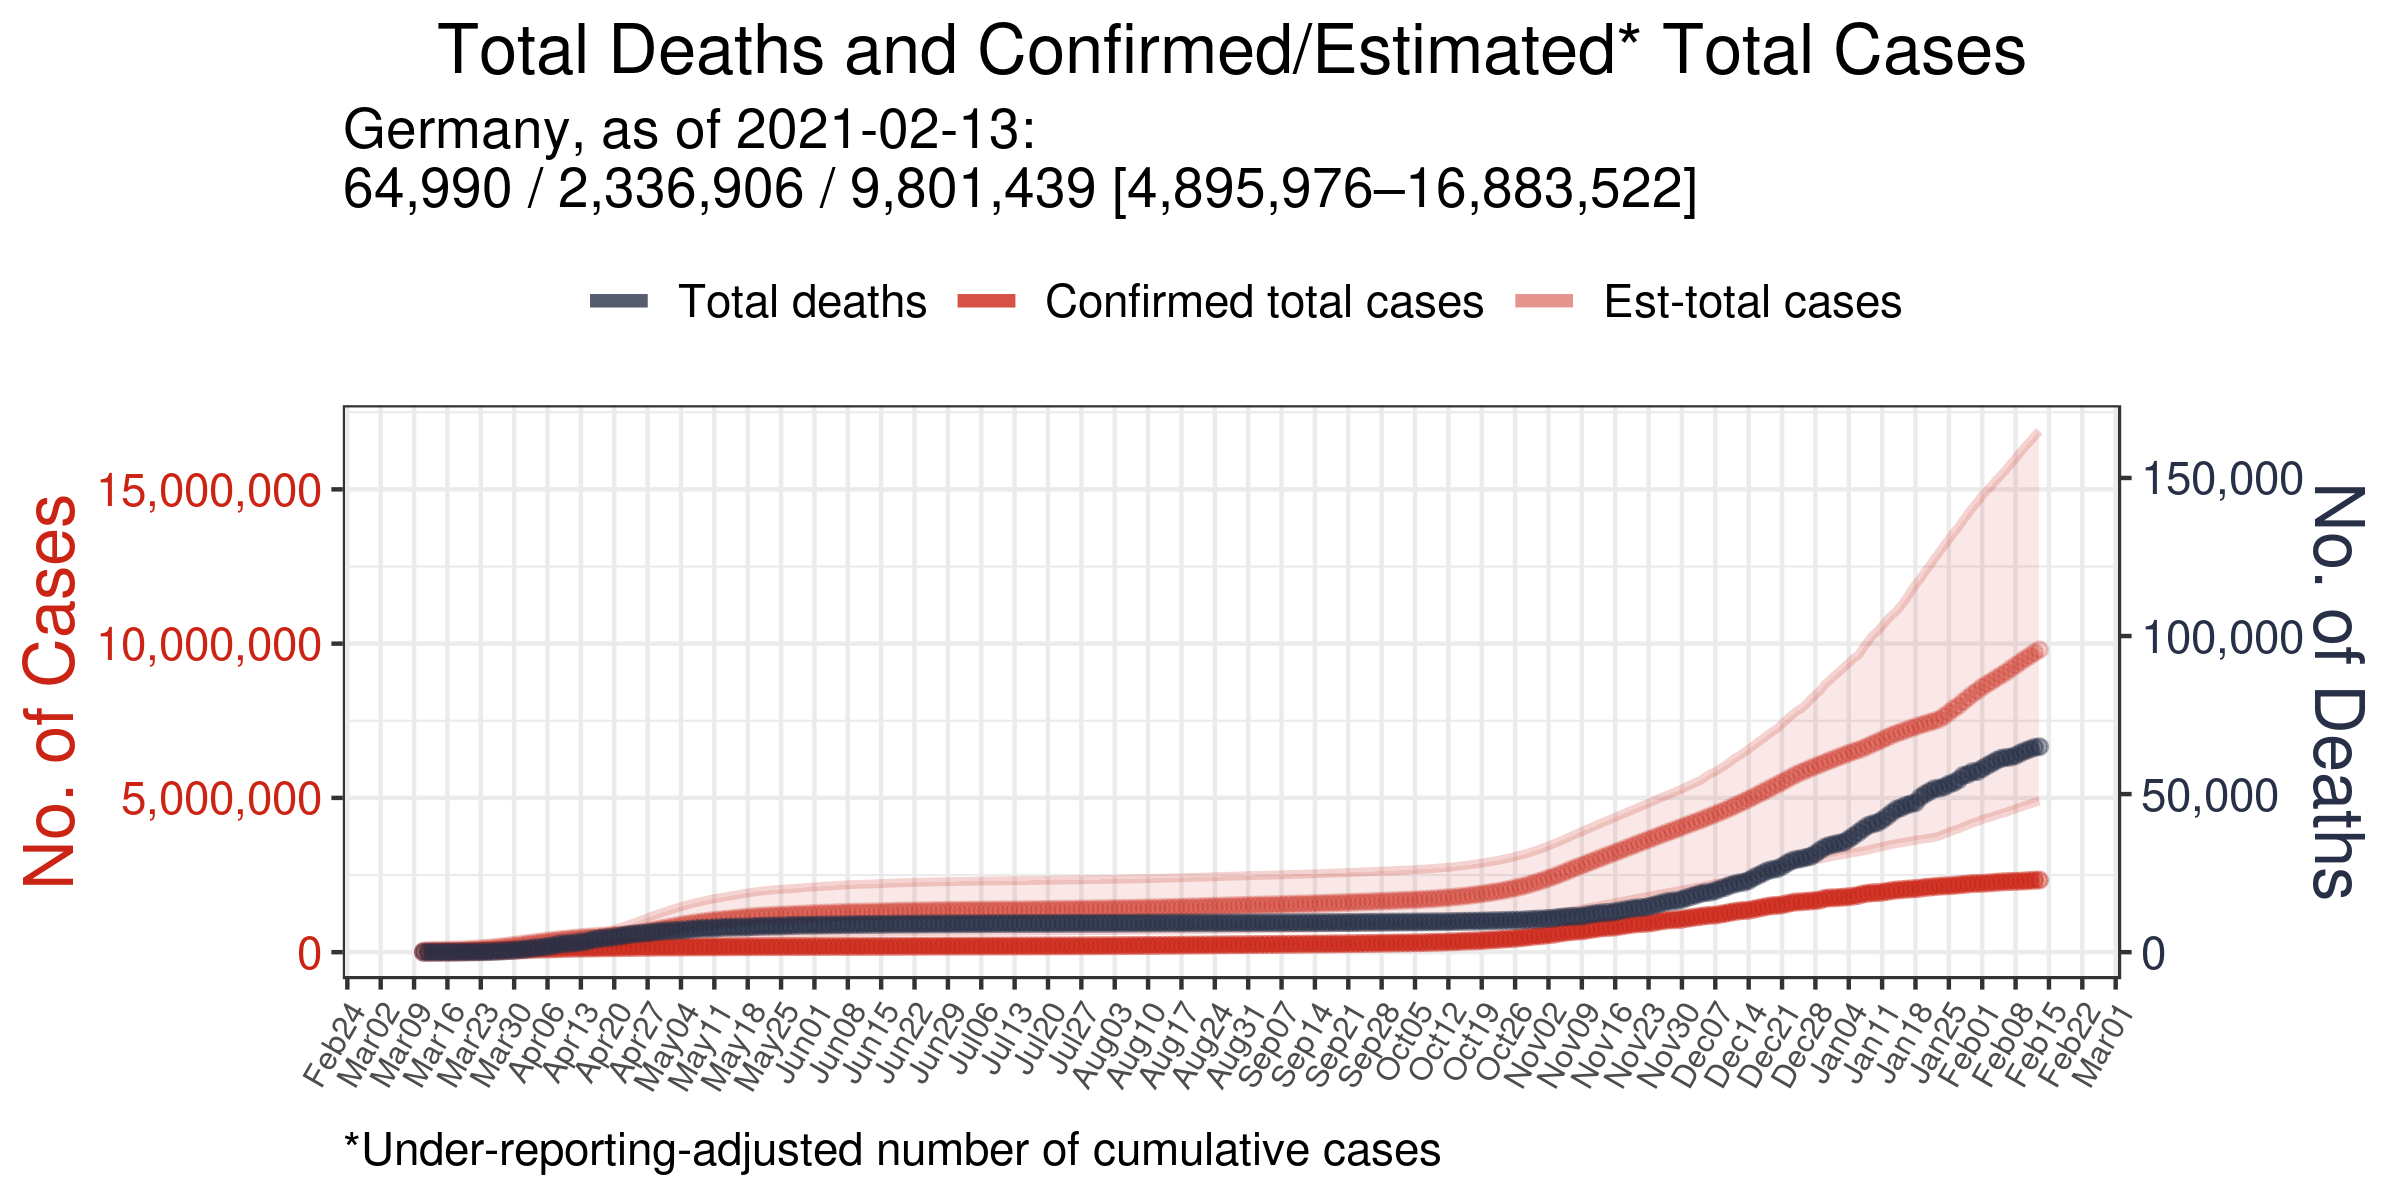 Total Deaths and Confirmed/Estimated* Total Cases
Germany, as of 2021-02-13:
64,990 / 2,336,906 / 9,801,439 [4,895,976–16,883,522]
Total deaths
Confirmed total cases
Est-total cases
No. of Cases
15,000,000
10,000,000
5,000,000
0
150,000
100,000
50,000
0
No. of Deaths
Feb24
Mar02
Mar09
Mar16
Mar23
Mar30
Apr06
Apr13
Apr20
Apr27
May04
May11
May18
May25
Jun01
Jun08
Jun15
Jun22
Jun29
Jul06
Jul13
Jul20
Jul27
Aug03
Aug10
Aug17
Aug24
Aug31
Sep07
Sep14
Sep21
Sep28
Oct05
Oct12
Oct19
Oct26
Nov02
Nov09
Nov16
Nov23
Nov30
Dec07
Dec14
Dec21
Dec28
Jan04
Jan11
Jan18
Jan25
Feb01
Feb08
Feb15
Feb22
Mar01
*Under-reporting-adjusted number of cumulative cases